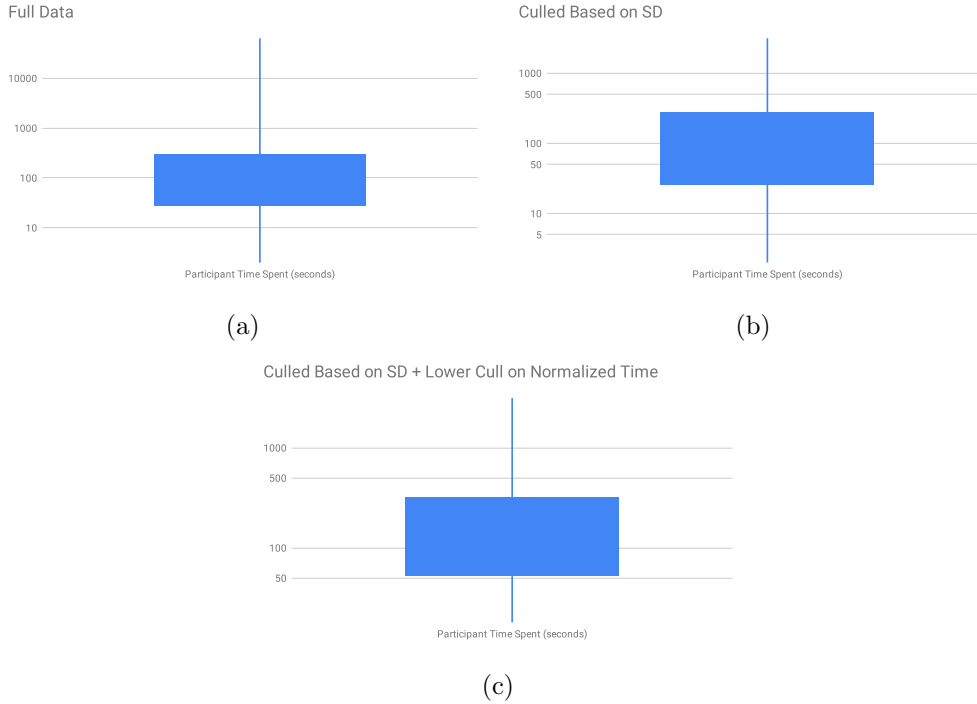 Full Data
10000
1000
100
10
Participant Time Spent (seconds)
(a)
Culled Based on SD
1000
500
100
50
10
5
Participant Time Spent (seconds)
(b)
Culled Based on SD + Lower Cull on Normalized Time
1000
500
100
50
Participant Time Spent (seconds)
(c)